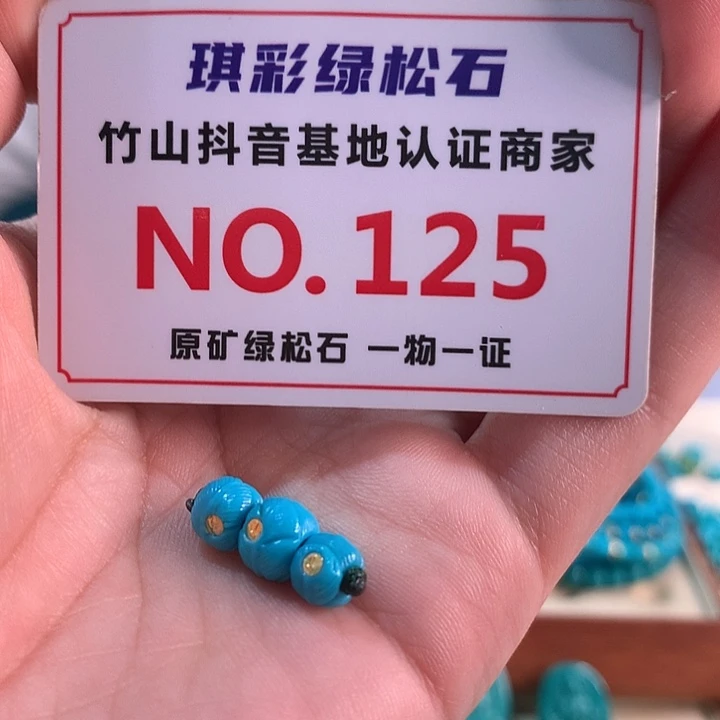 琪彩绿松石
竹山抖音基地认证商家
NO.125
原矿绿松石 一物一证